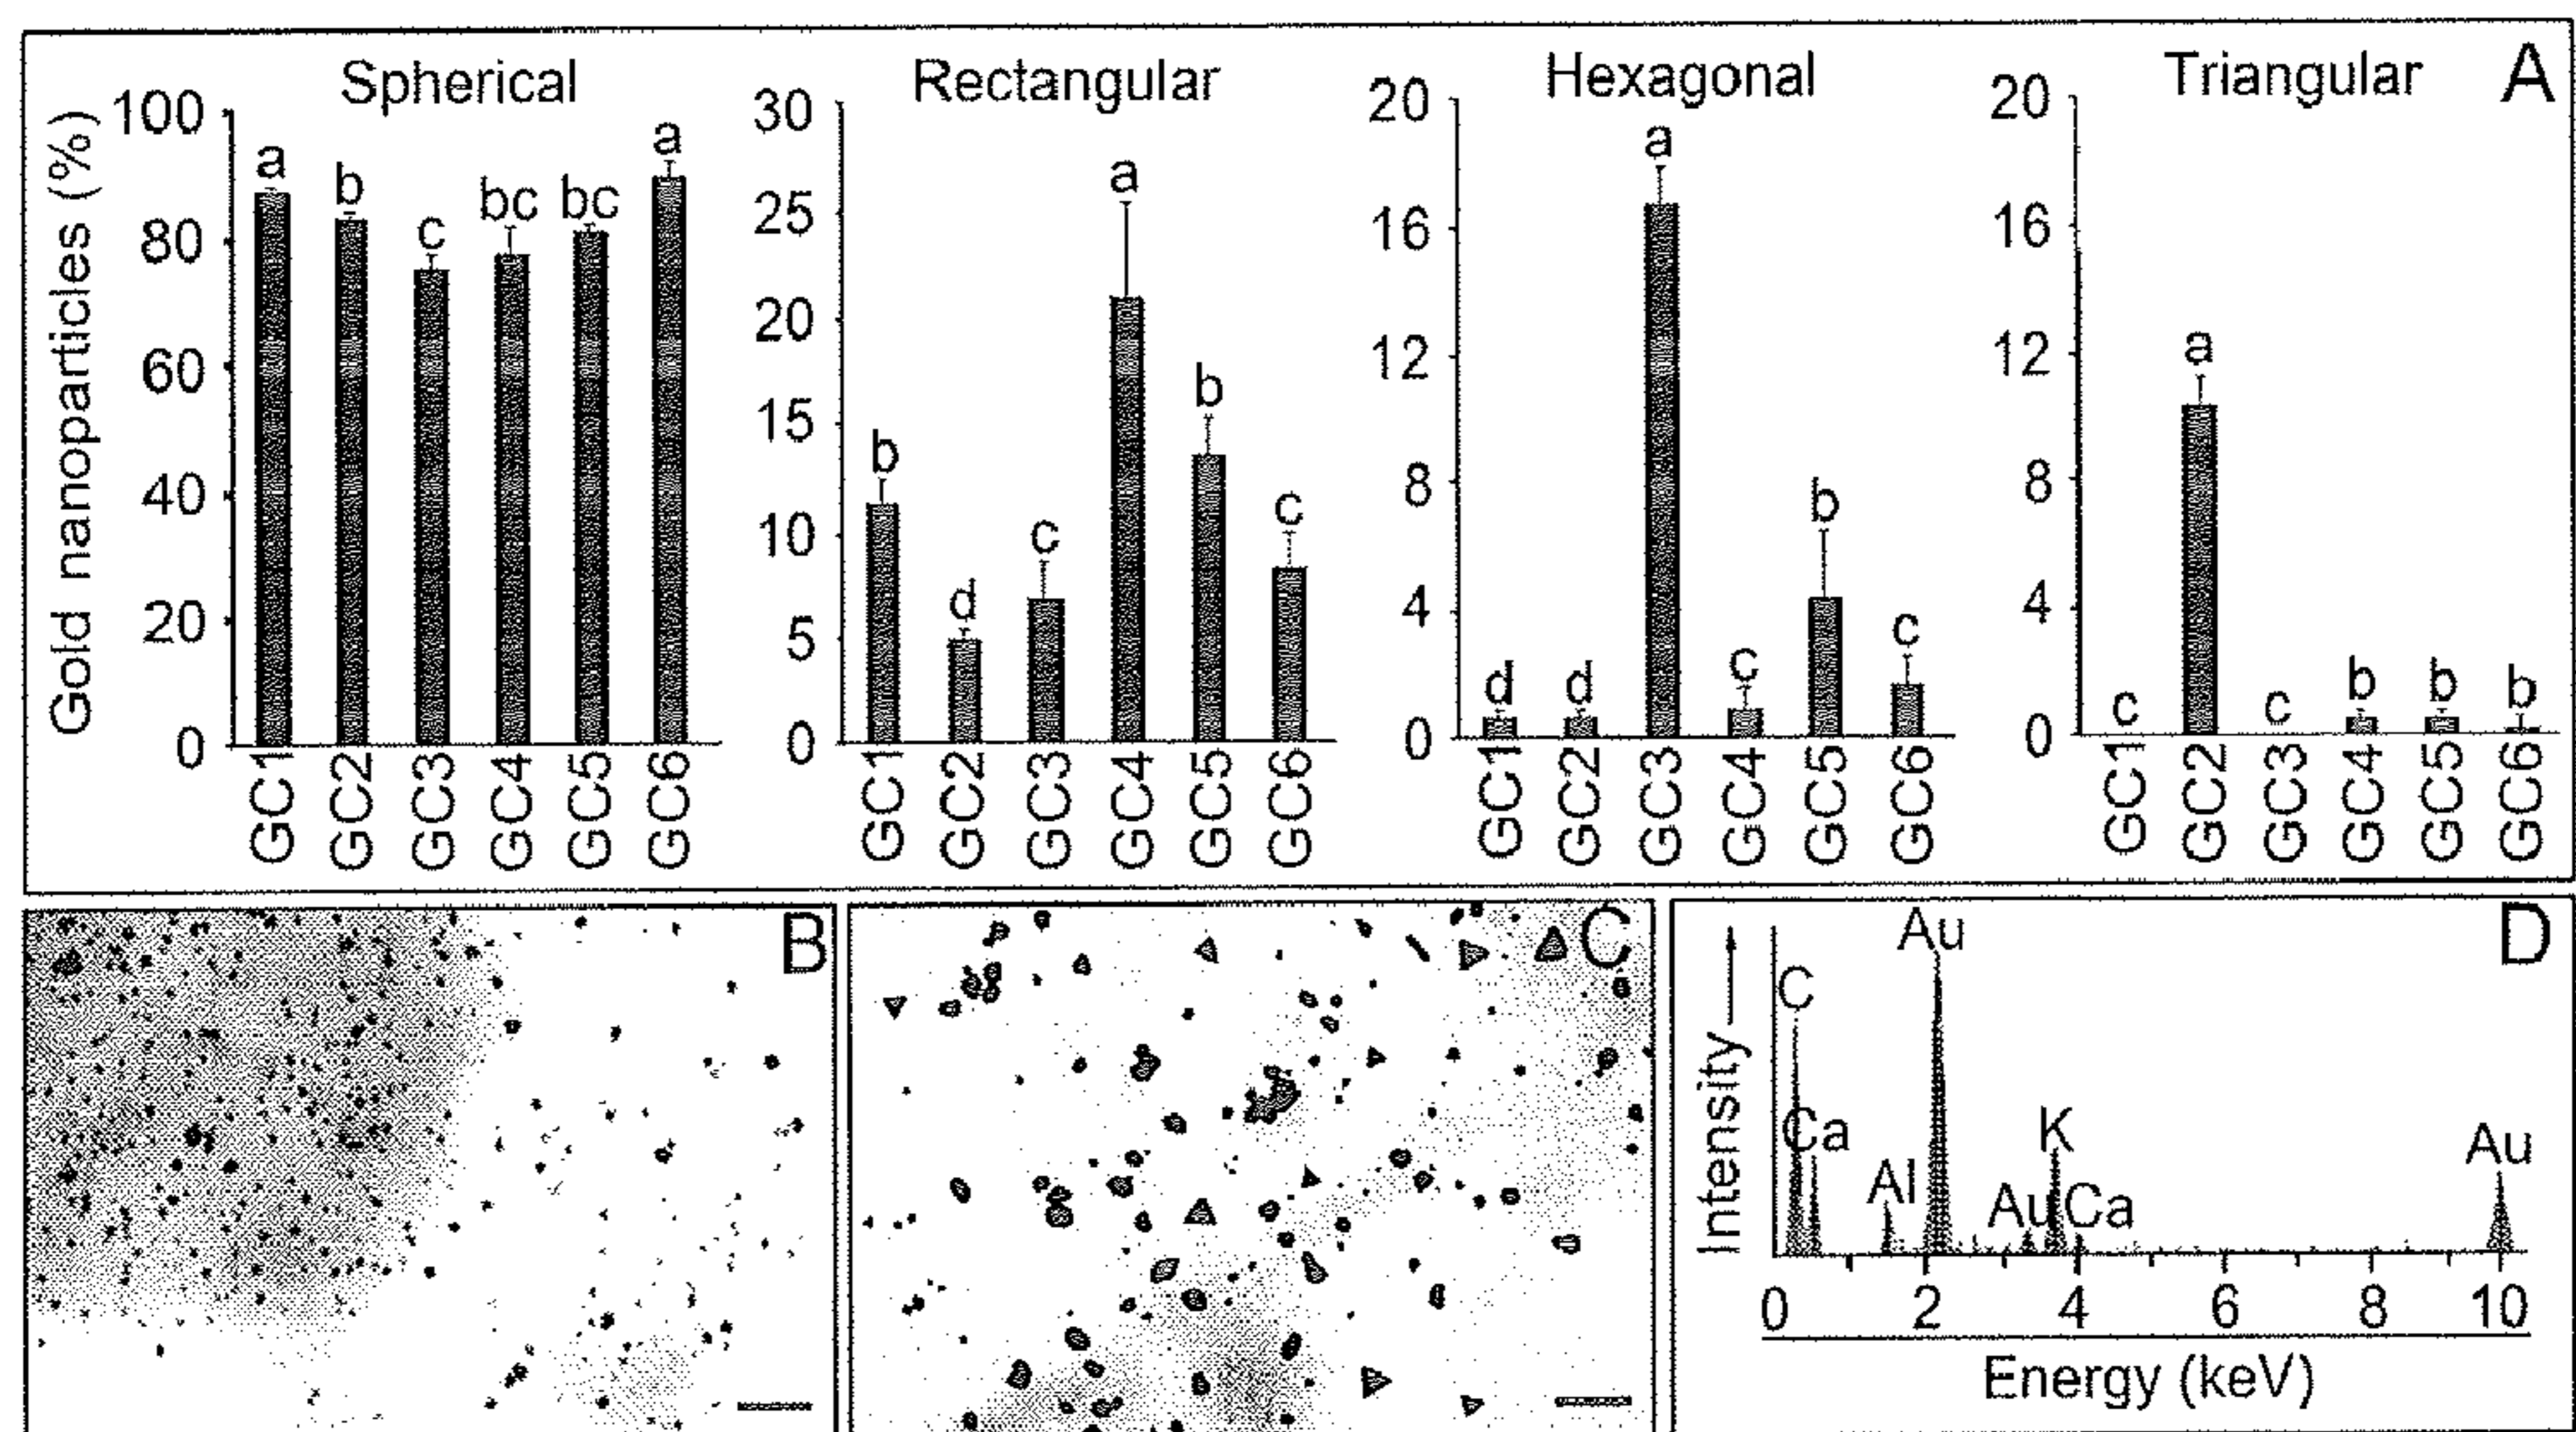 A
Gold nanoparticles (%)
Spherical
100
80
60
40
20
0
a
b
c
bc
bc
a
GC1
GC2
GC3
GC4
GC5
GC6
Rectangular
30
25
20
15
10
5
0
b
d
c
a
b
c
GC1
GC2
GC3
GC4
GC5
GC6
Hexagonal
20
16
12
8
4
0
d
d
a
c
b
c
GC1
GC2
GC3
GC4
GC5
GC6
Triangular
20
16
12
8
4
0
c
a
c
b
b
b
GC1
GC2
GC3
GC4
GC5
GC6
B
C
D
Intensity
C
Ca
Al
Au
Au
K
Ca
Au
0 2 4 6 8 10
Energy (keV)